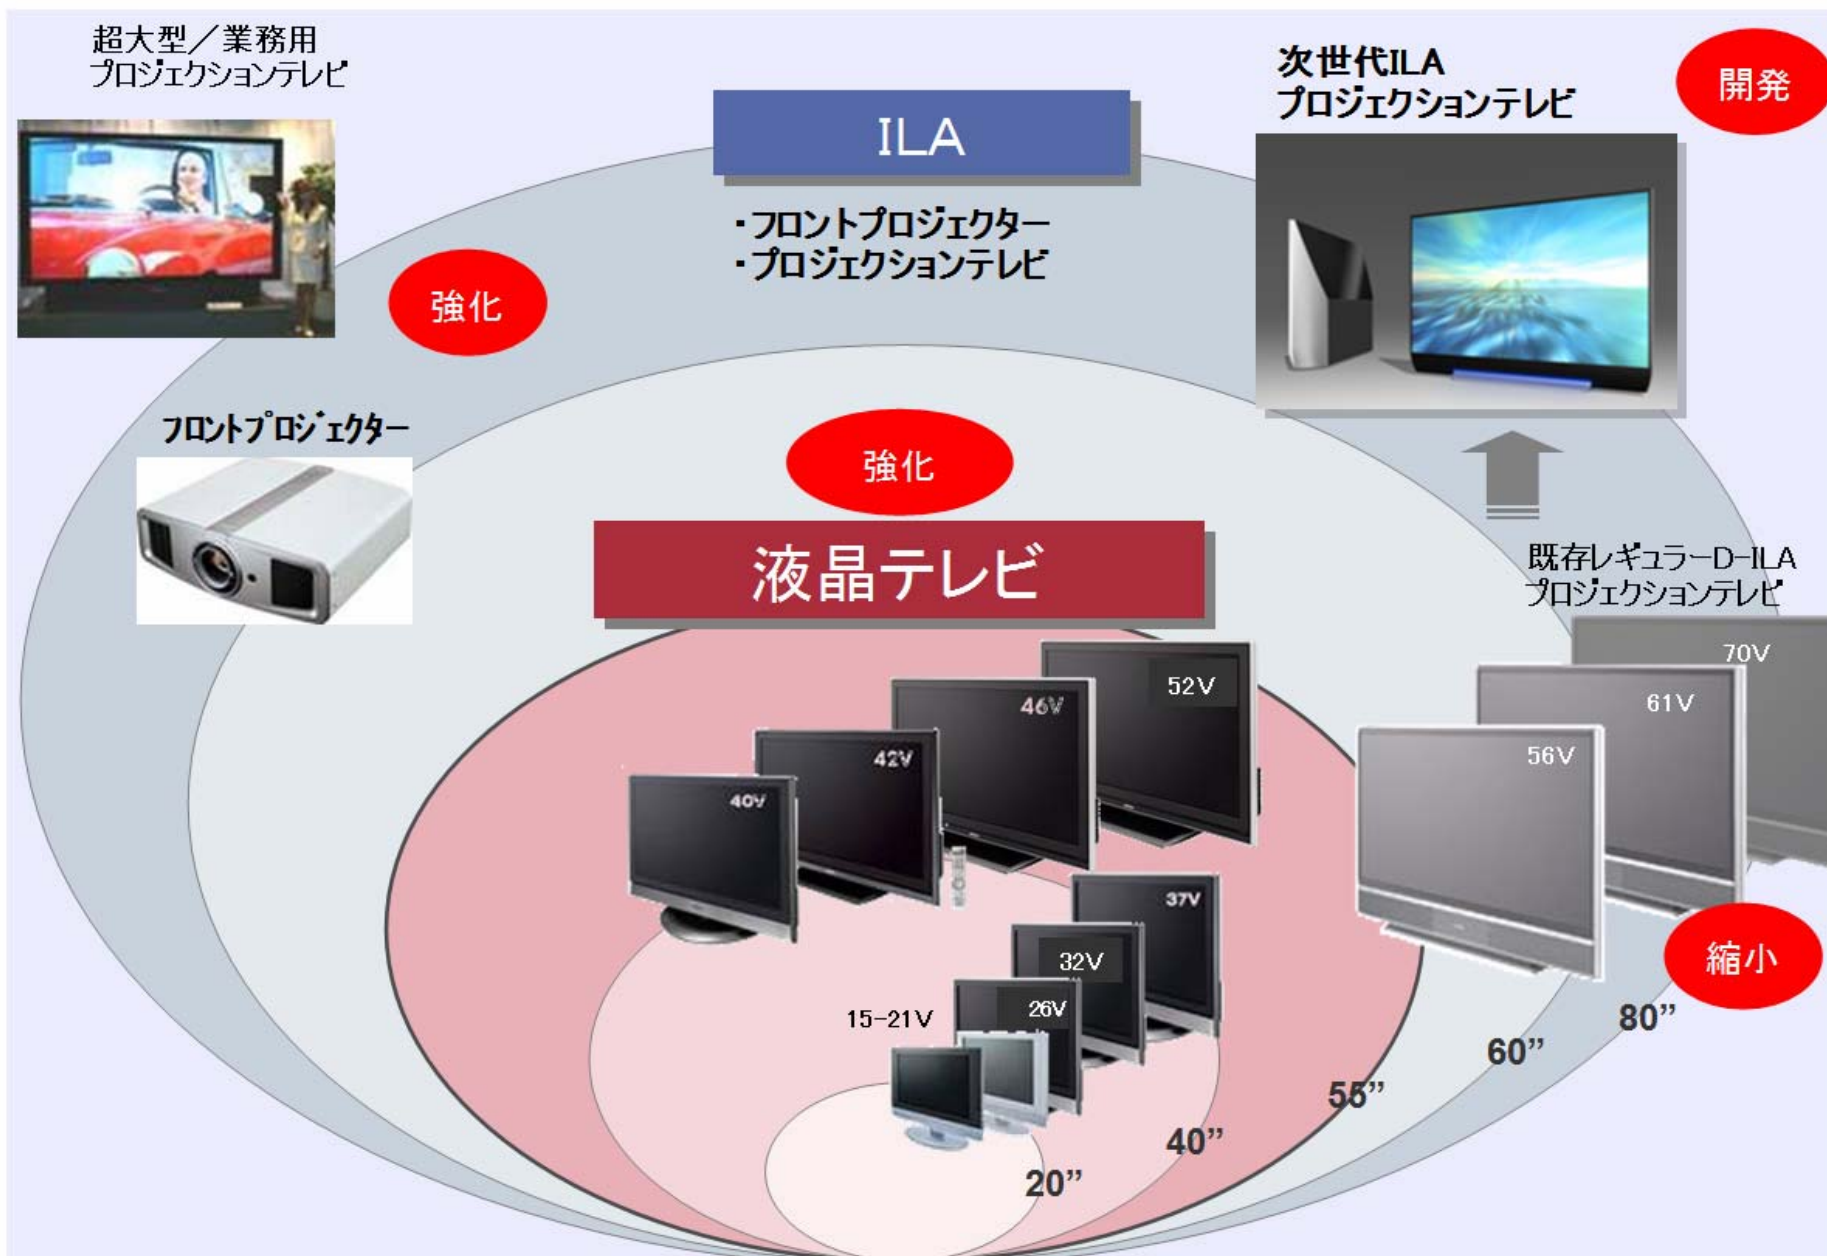 超大型／業務用
プロジェクションテレビ
次世代ILA
プロジェクションテレビ
開発
ILA
・フロントプロジェクター
・プロジェクションテレビ
強化
フロントプロジェクター
強化
液晶テレビ
既存レギュラーD-ILA
プロジェクションテレビ
70V
61V
56V
52V
46V
42V
40V
37V
32V
26V
15-21V
縮小
80”
60”
55”
40”
20”